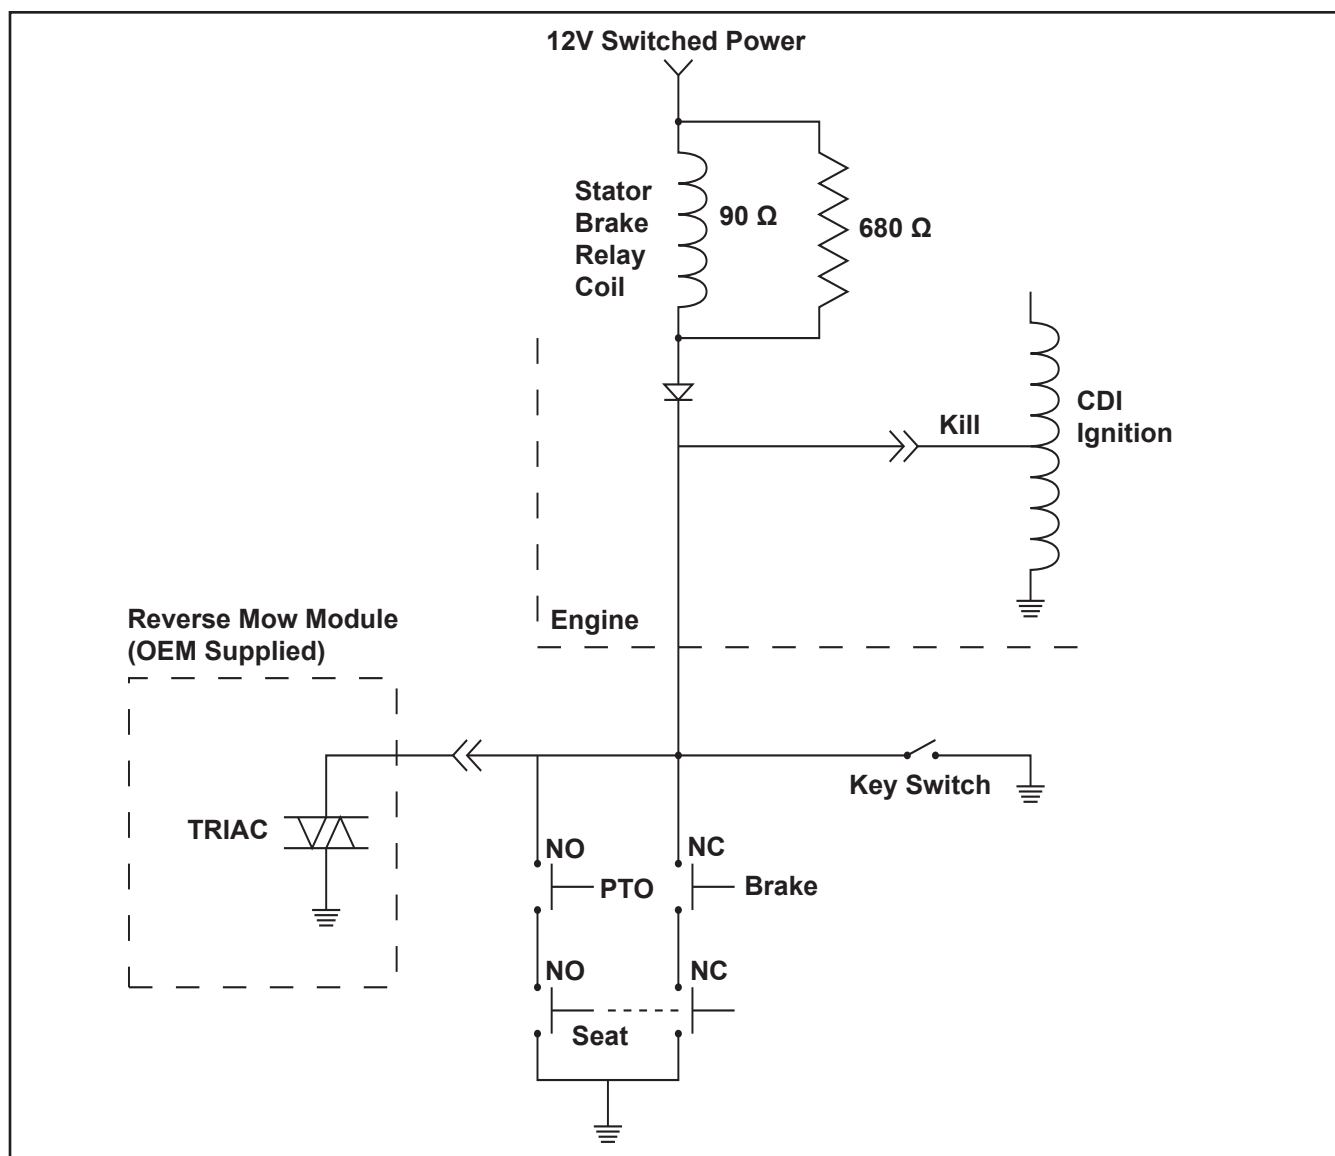 12V Switched Power
Stator
Brake
Relay
Coil
90 Ω
680 Ω
Kill
CDI
Ignition
Engine
Reverse Mow Module
(OEM Supplied)
TRIAC
Key Switch
NO
NC
PTO
Brake
NO
NC
Seat